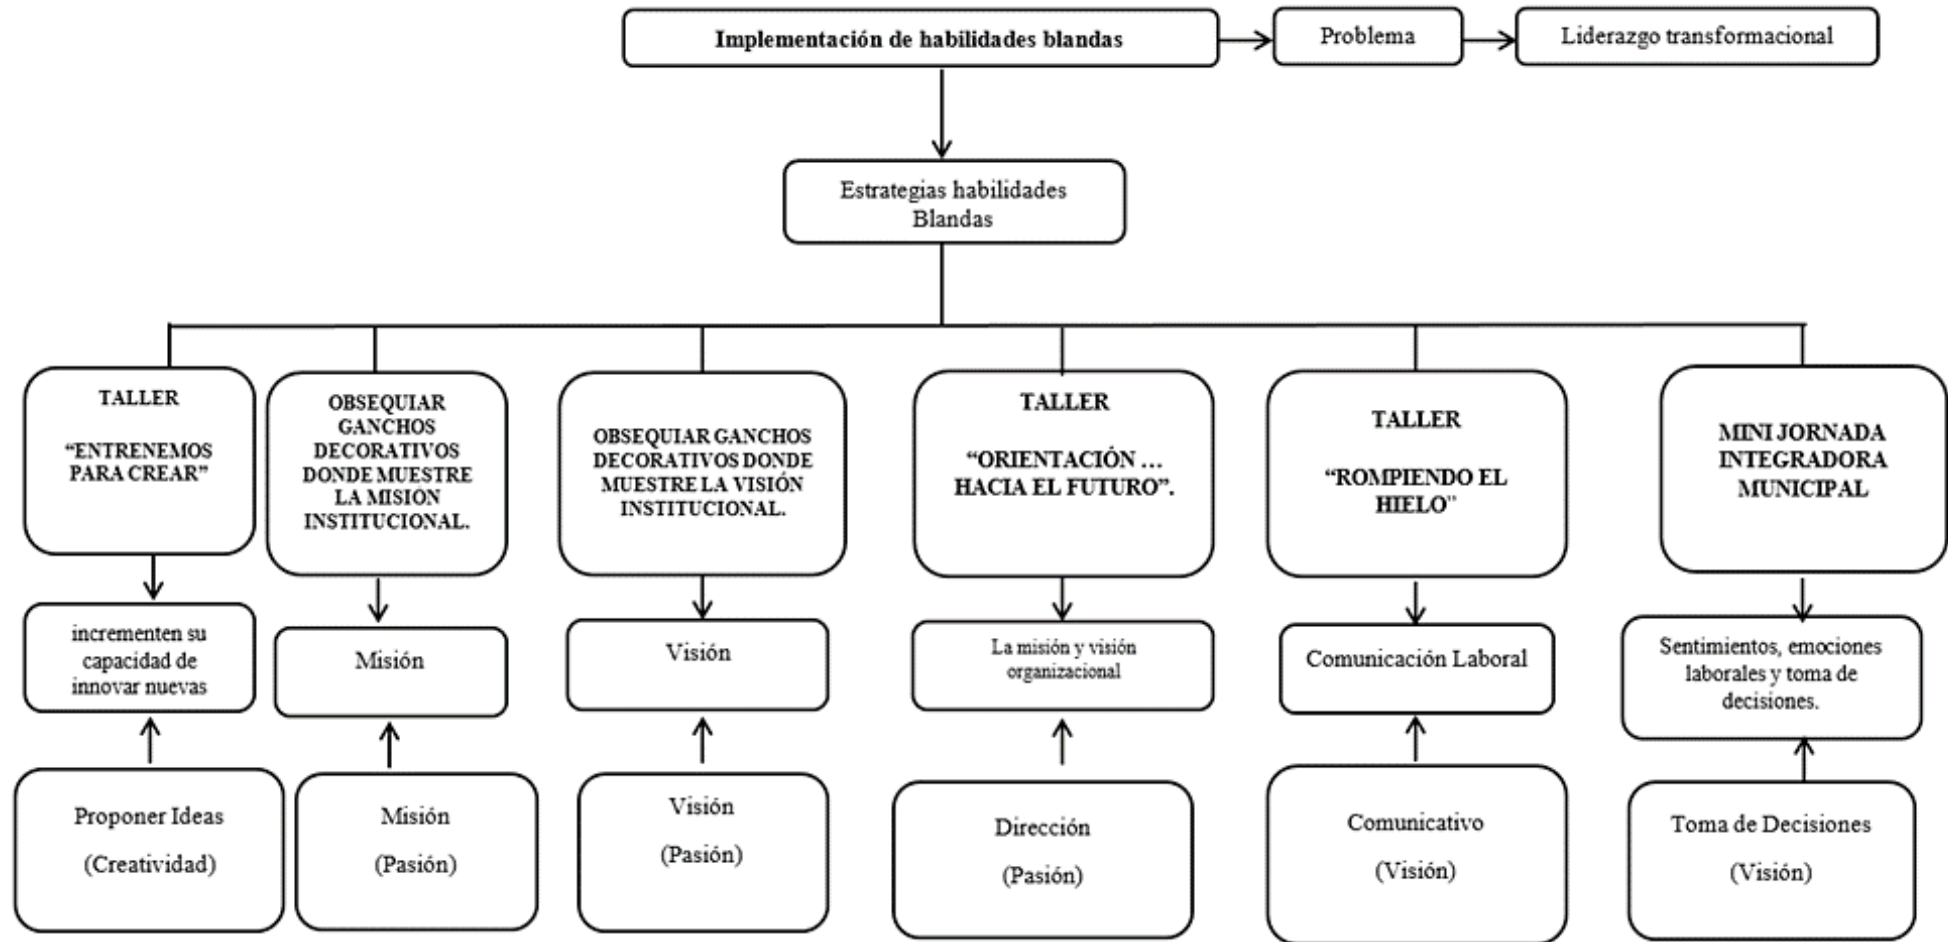 Implementación de habilidades blandas
Problema
Liderazgo transformacional
Estrategias habilidades
Blandas
TALLER
“ENTRENEMOS
PARA CREAR”
OBSEQUIAR
GANCHOS
DECORATIVOS
DONDE MUESTRE
LA MISIÓN
INSTITUCIONAL.
OBSEQUIAR GANCHOS
DECORATIVOS DONDE
MUESTRE LA VISIÓN
INSTITUCIONAL.
TALLER
“ORIENTACIÓN …
HACIA EL FUTURO”.
TALLER
“ROMPIENDO EL
HIELO"
MINI JORNADA
INTEGRADORA
MUNICIPAL
incrementen su
capacidad de
innovar nuevas
Misión
Visión
La misión y visión
organizacional
Comunicación Laboral
Sentimientos, emociones
laborales y toma de
decisiones.
Proponer Ideas
(Creatividad)
Misión
(Pasión)
Visión
(Pasión)
Dirección
(Pasión)
Comunicativo
(Visión)
Toma de Decisiones
(Visión)